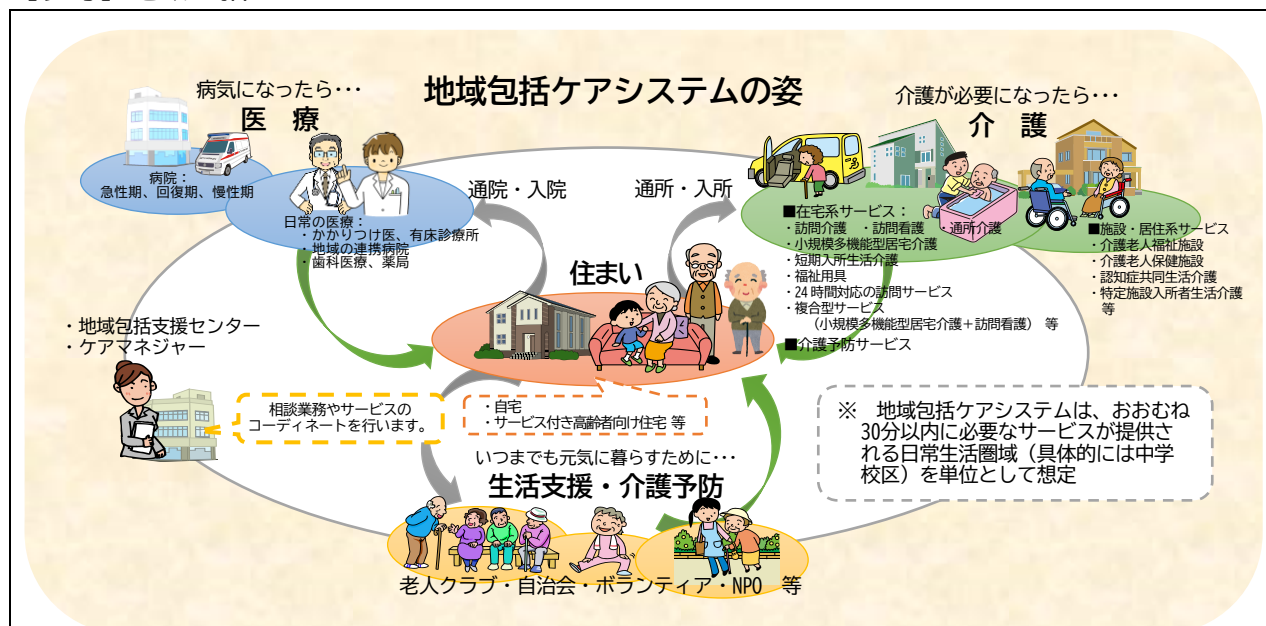 地域包括ケアシステムの姿
病気になったら･･･
医　療
病院：
急性期、回復期、慢性期
日常の医療：
・かかりつけ医、有床診療所
・地域の連携病院
・歯科医療、薬局
通院・入院
通所・入所
介護が必要になったら･･･
介　護
■在宅系サービス：
・訪問介護　・訪問看護　・通所介護
・小規模多機能型居宅介護
・短期入所生活介護
・福祉用具
・24時間対応の訪問サービス
・複合型サービス
（小規模多機能型居宅介護＋訪問看護） 等
■介護予防サービス
■施設・居住系サービス
・介護老人福祉施設
・介護老人保健施設
・認知症共同生活介護
・特定施設入所者生活介護
等
住まい
・地域包括支援センター
・ケアマネジャー
相談業務やサービスの
コーディネートを行います。
・自宅
・サービス付き高齢者向け住宅 等
いつまでも元気に暮らすために･･･
生活支援・介護予防
老人クラブ・自治会・ボランティア・NPO 等
※　地域包括ケアシステムは、おおむね
30分以内に必要なサービスが提供さ
れる日常生活圏域（具体的には中学
校区）を単位として想定